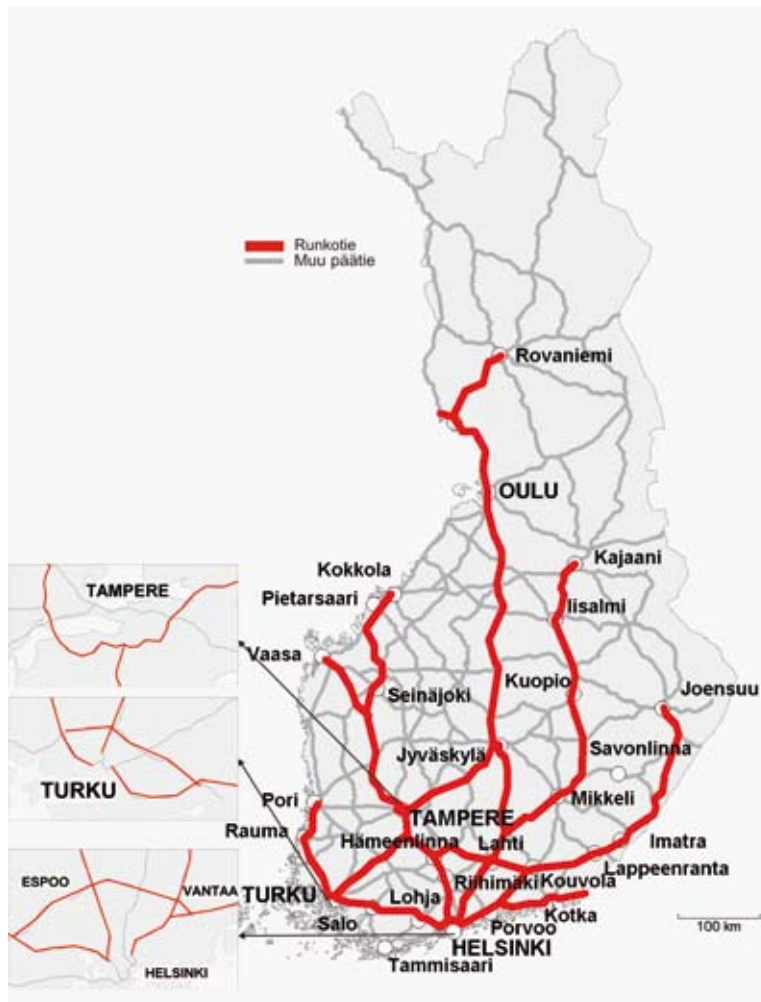 Runkotie
Muu päätie
Rovaniemi
OULU
Kajaani
Kokkola
Pietarsaari
Iisalmi
Vaasa
Seinäjoki
Kuopio
Joensuu
Jyväskylä
Savonlinna
Pori
TAMPERE
Mikkeli
Rauma
Hämeenlinna
Lahti
Imatra
Lappeenranta
TURKU
Lohja
Riihimäki
Kouvola
Salo
Porvoo
Kotka
HELSINKI
Tammisaari
100 km
TAMPERE
TURKU
ESPOO
VANTAA
HELSINKI